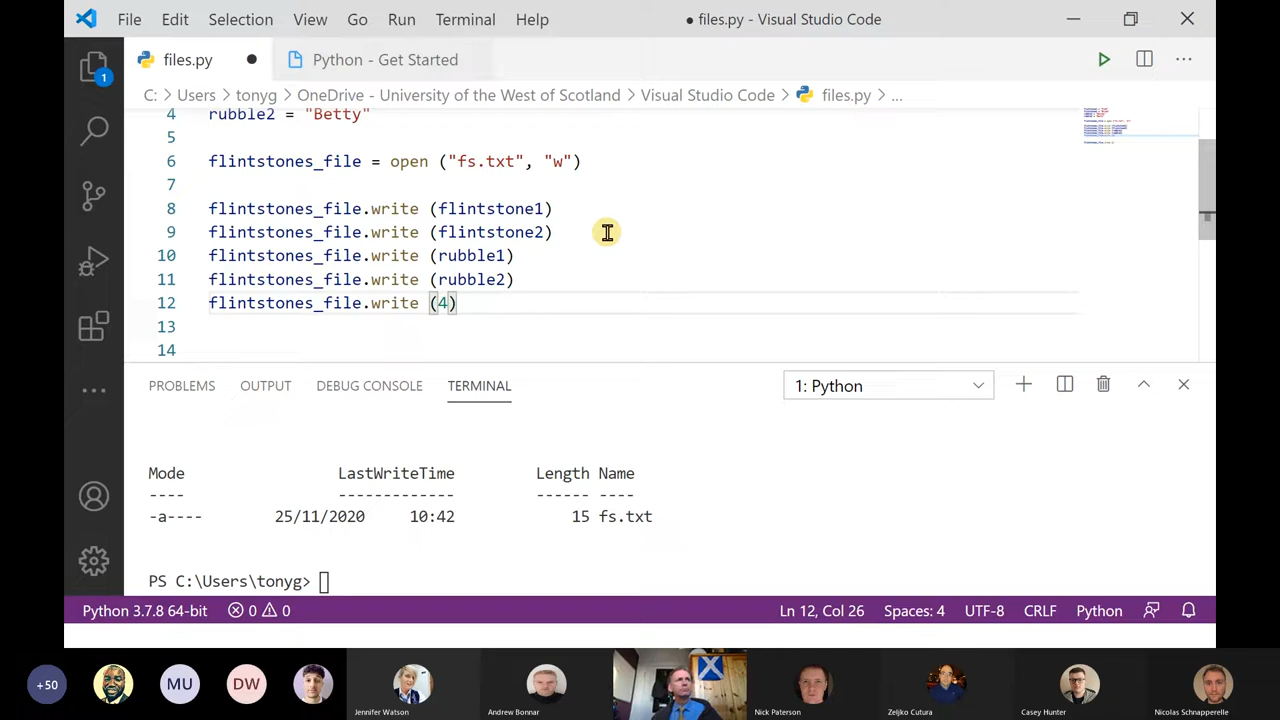 File Edit Selection View Go Run Terminal Help ● files.py - Visual Studio Code
files.py ● Python - Get Started
C: > Users > tonyg > OneDrive - University of the West of Scotland > Visual Studio Code > files.py > ...
4 rubble2 = "Betty"
5
6 flintstones_file = open ("fs.txt", "w")
7
8 flintstones_file.write (flintstone1)
9 flintstones_file.write (flintstone2)
10 flintstones_file.write (rubble1)
11 flintstones_file.write (rubble2)
12 flintstones_file.write (4)
13
14
1
PROBLEMS OUTPUT DEBUG CONSOLE TERMINAL 1: Python
Mode LastWriteTime Length Name
---- ------------- ------ ----
-a---- 25/11/2020 10:42 15 fs.txt
PS C:\Users\tonyg>
Python 3.7.8 64-bit 0 0 Ln 12, Col 26 Spaces: 4 UTF-8 CRLF Python
+50 MU DW
Jennifer Watson Andrew Bonnar Nick Paterson Zeljko Cutura Casey Hunter Nicolas Schnapperelle